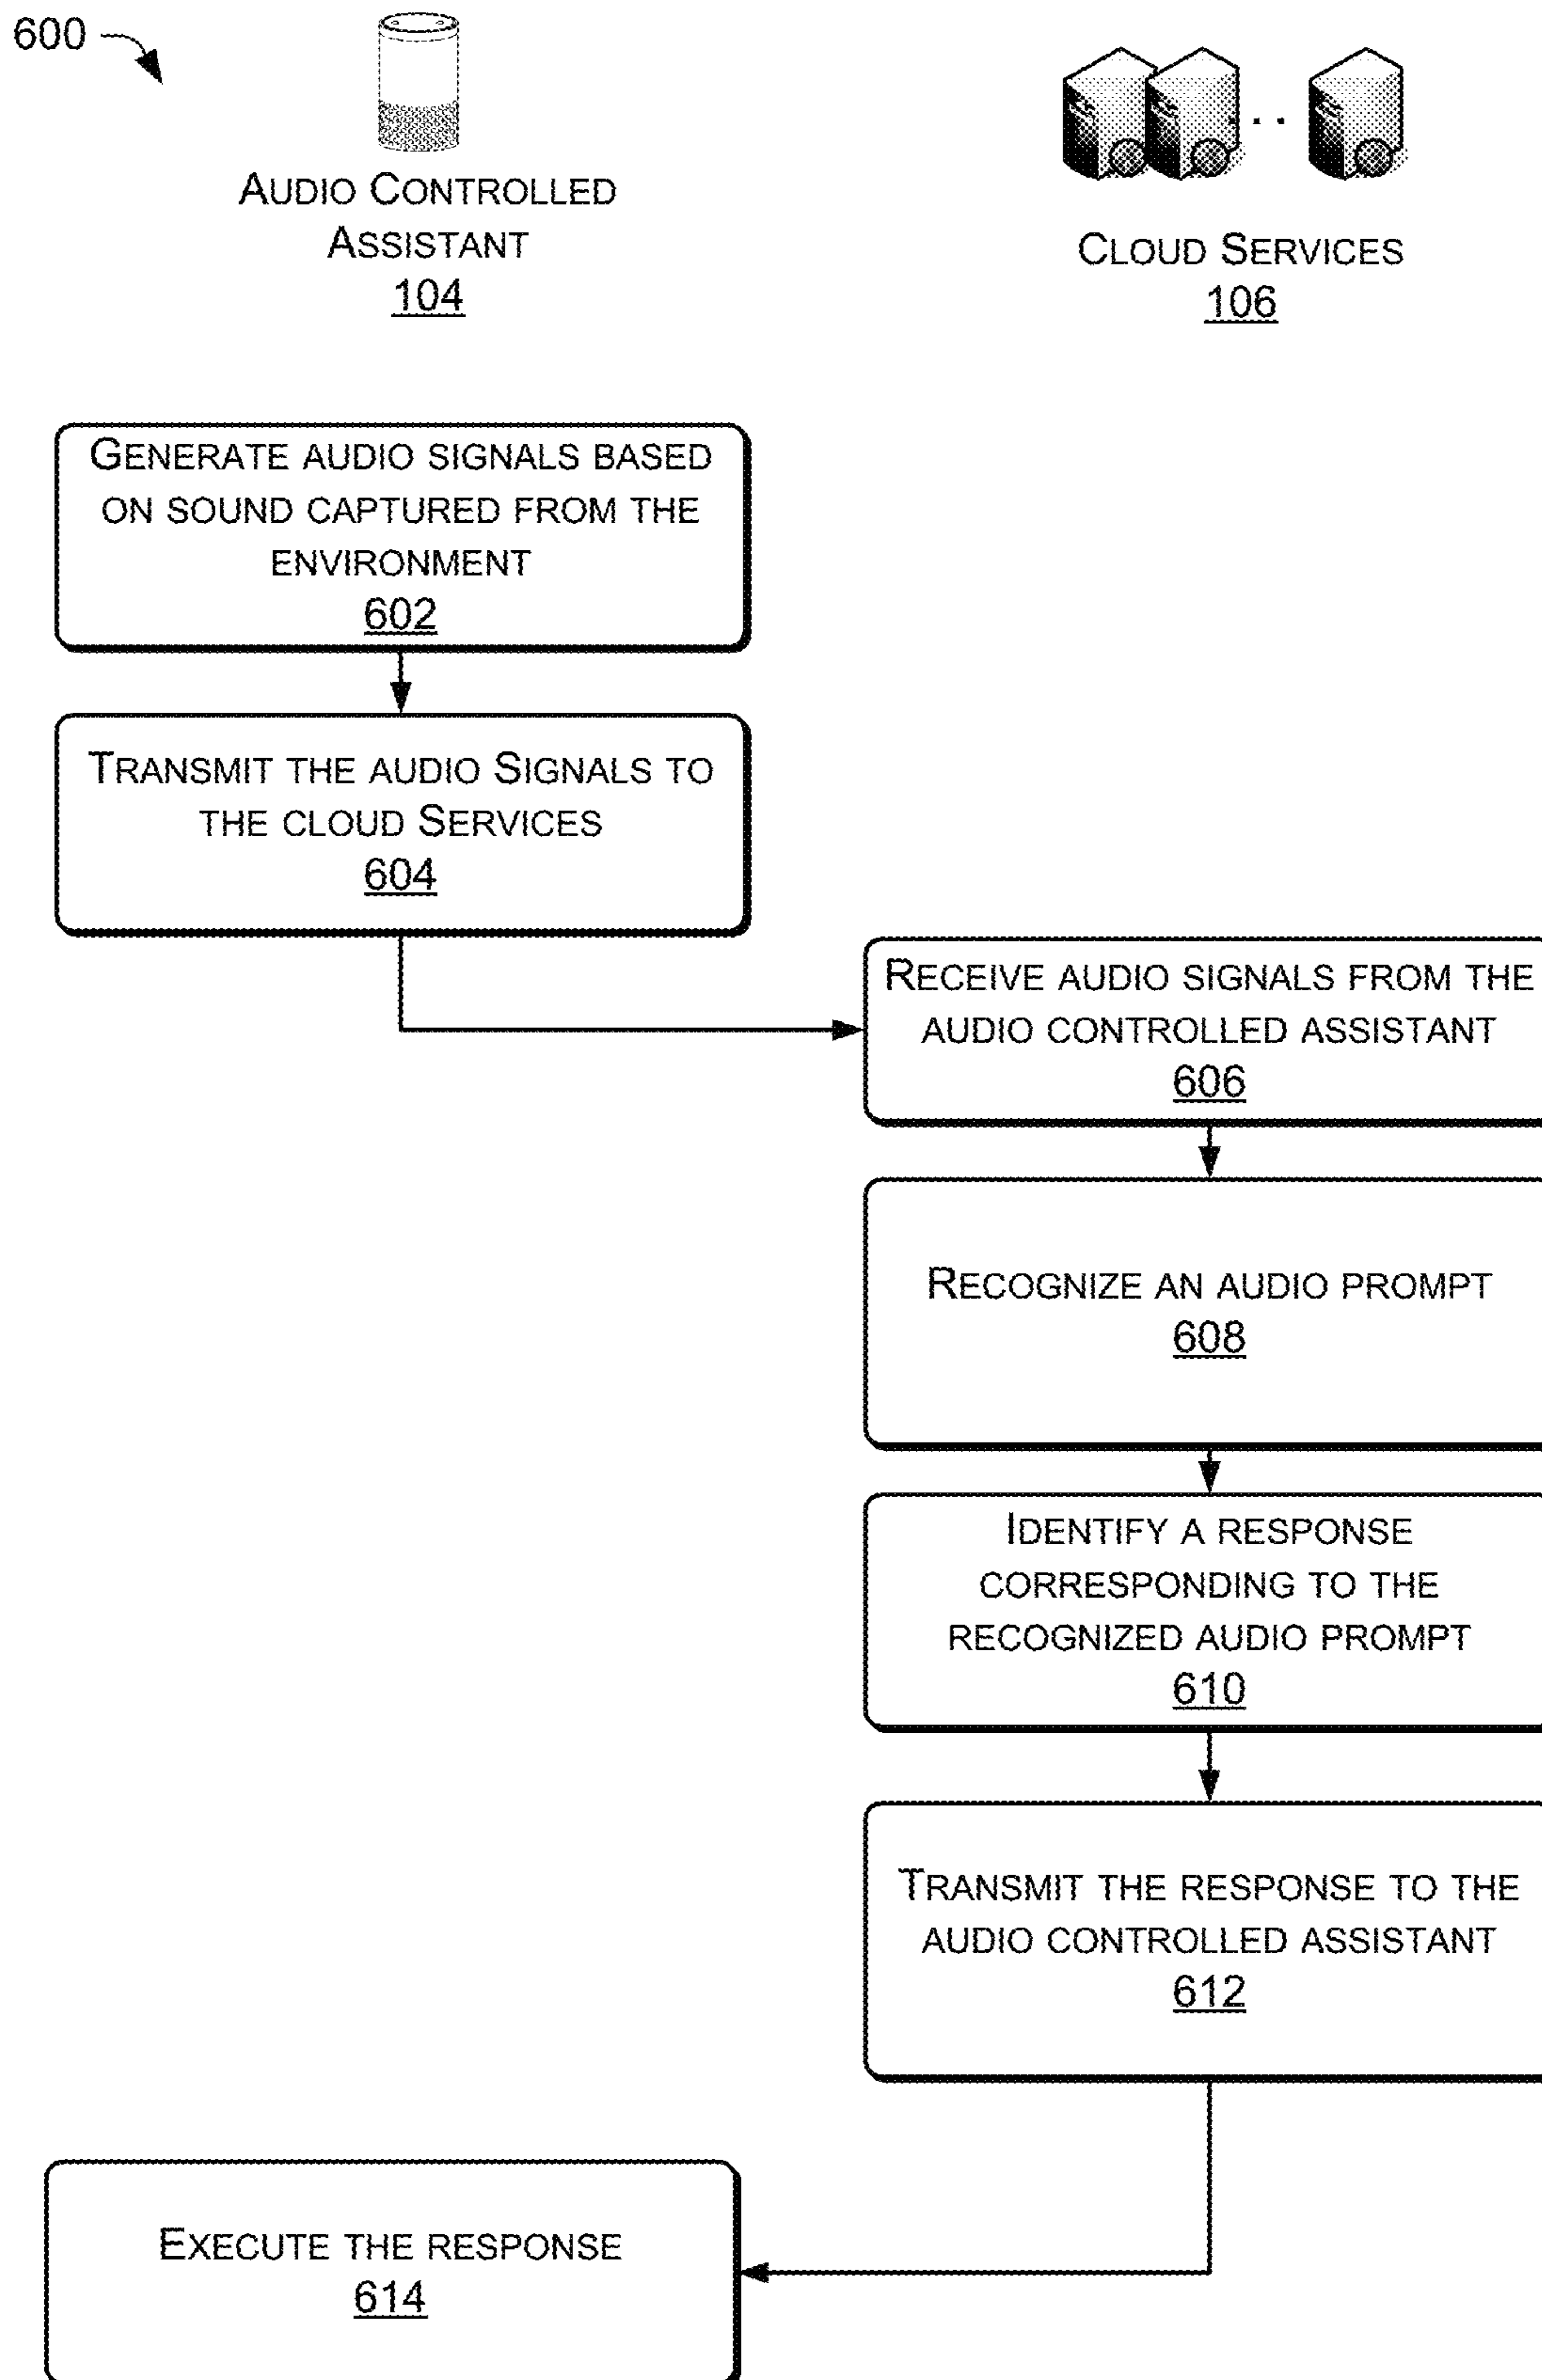 600
AUDIO CONTROLLED
ASSISTANT
104
CLOUD SERVICES
106
GENERATE AUDIO SIGNALS BASED
ON SOUND CAPTURED FROM THE
ENVIRONMENT
602
TRANSMIT THE AUDIO SIGNALS TO
THE CLOUD SERVICES
604
RECEIVE AUDIO SIGNALS FROM THE
AUDIO CONTROLLED ASSISTANT
606
RECOGNIZE AN AUDIO PROMPT
608
IDENTIFY A RESPONSE
CORRESPONDING TO THE
RECOGNIZED AUDIO PROMPT
610
TRANSMIT THE RESPONSE TO THE
AUDIO CONTROLLED ASSISTANT
612
EXECUTE THE RESPONSE
614